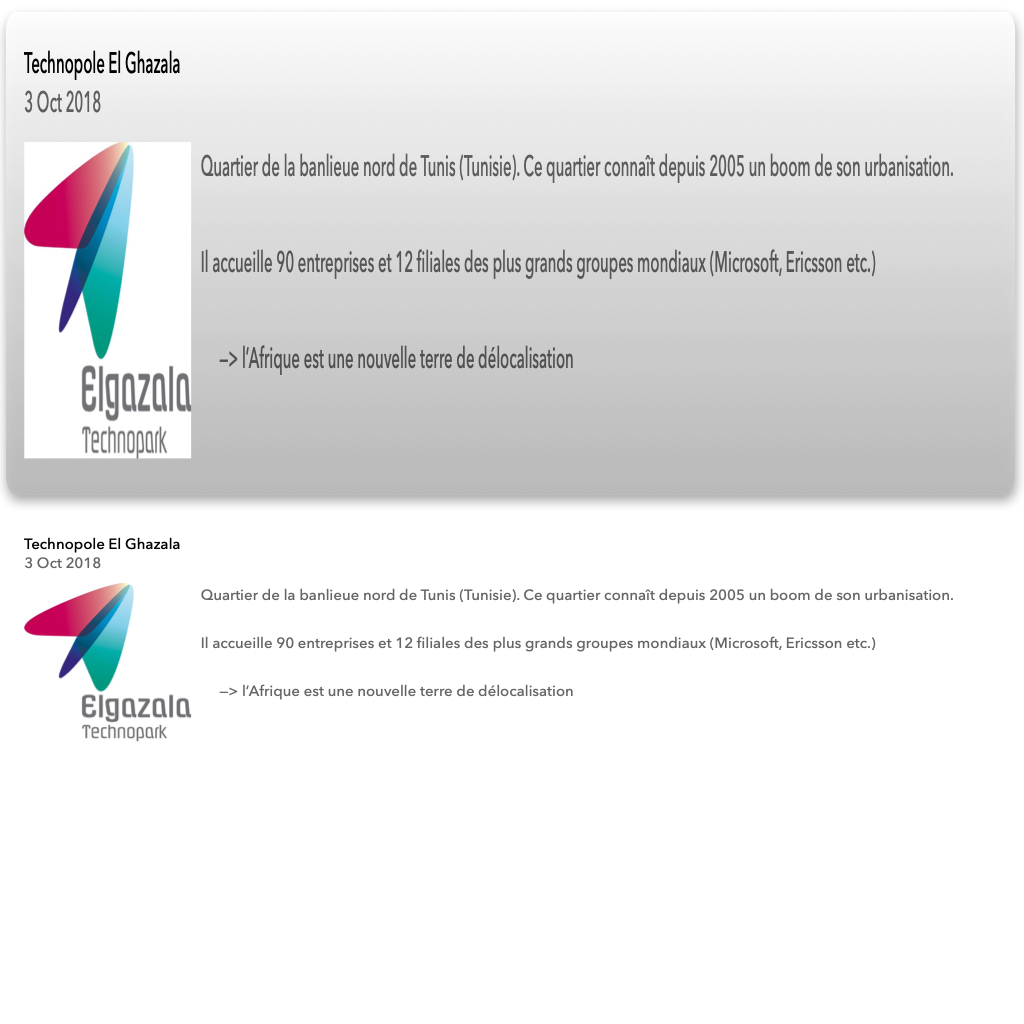 Technopole El Ghazala
3 Oct 2018
Quartier de la banlieue nord de Tunis (Tunisie). Ce quartier connaît depuis 2005 un boom de son urbanisation.
Il accueille 90 entreprises et 12 filiales des plus grands groupes mondiaux (Microsoft, Ericsson etc.)
—> l’Afrique est une nouvelle terre de délocalisation
Elgazala
Technopark
Technopole El Ghazala
3 Oct 2018
Quartier de la banlieue nord de Tunis (Tunisie). Ce quartier connaît depuis 2005 un boom de son urbanisation.
Il accueille 90 entreprises et 12 filiales des plus grands groupes mondiaux (Microsoft, Ericsson etc.)
—> l’Afrique est une nouvelle terre de délocalisation
Elgazala
Technopark